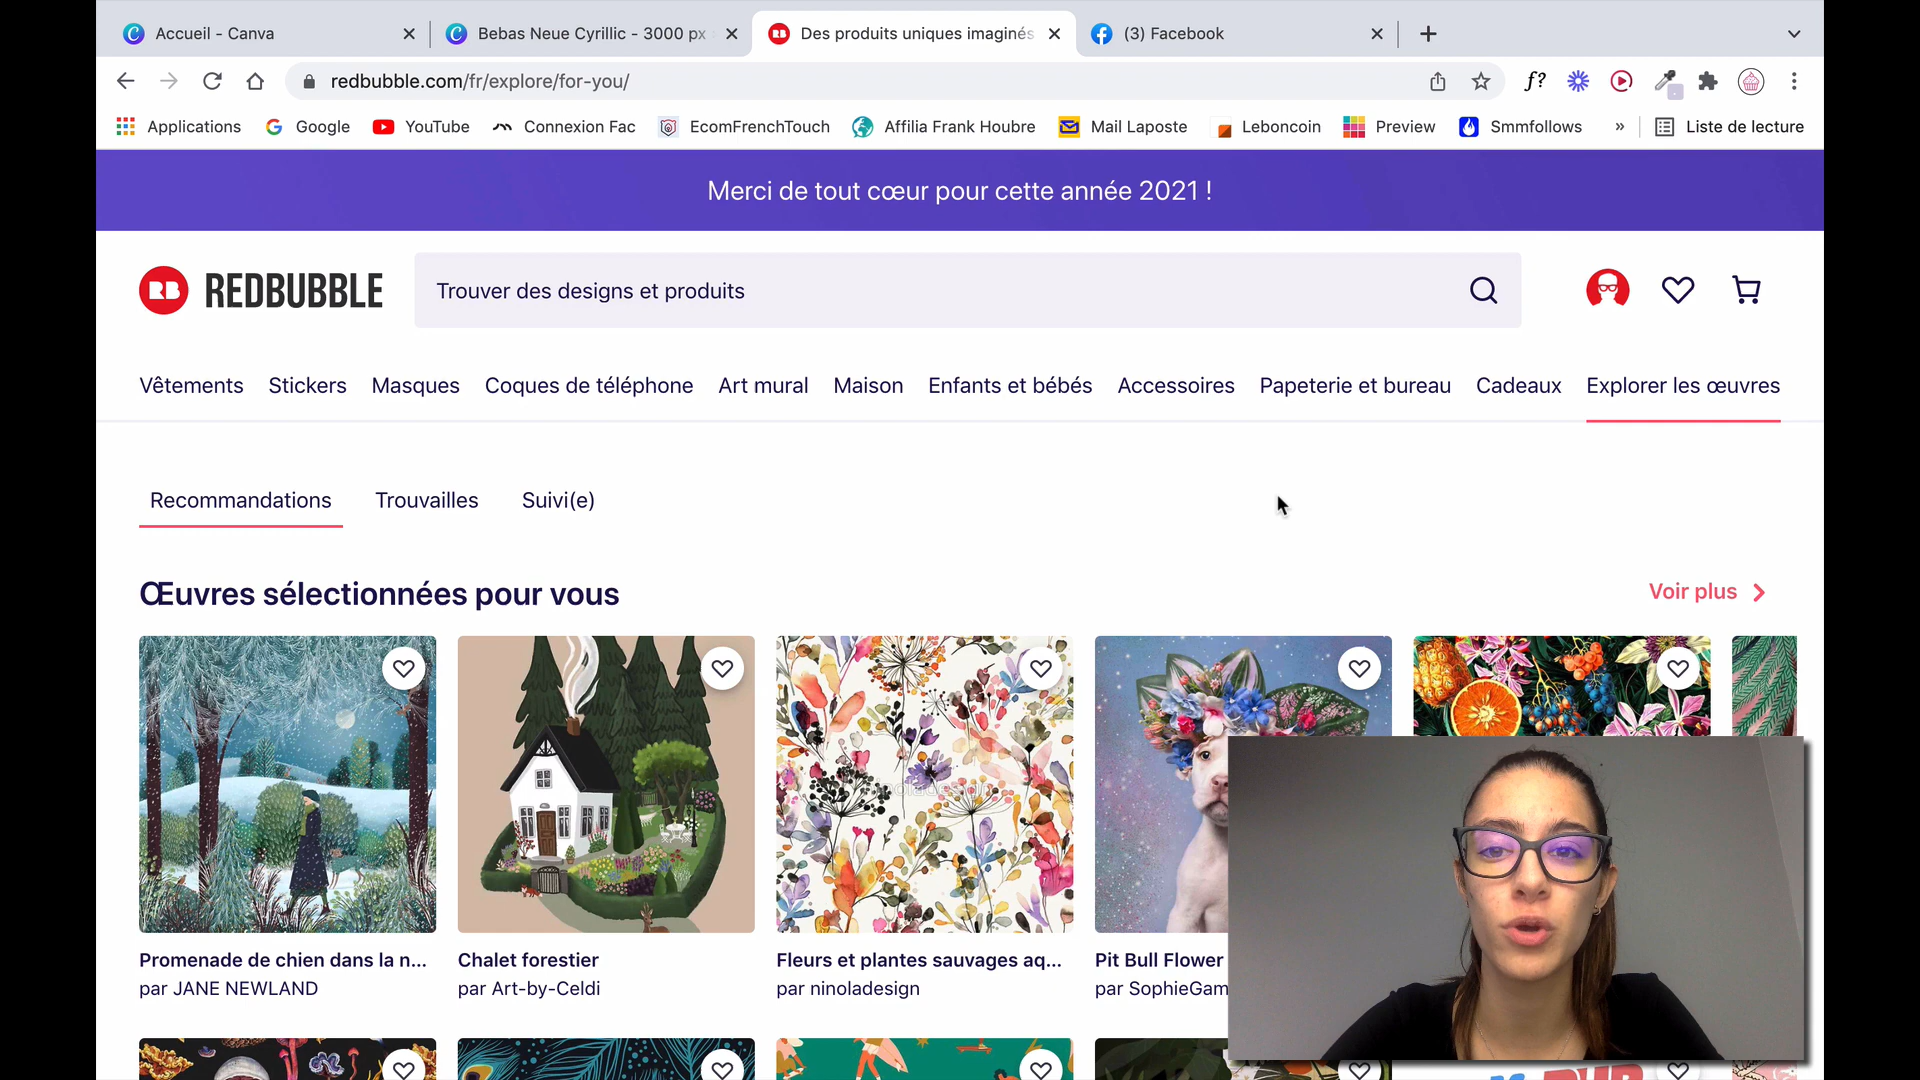 Accueil - Canva
Bebas Neue Cyrillic - 3000 px
Des produits uniques imaginés
(3) Facebook
redbubble.com/fr/explore/for-you/
f?
Applications
Google
YouTube
Connexion Fac
EcomFrenchTouch
Affilia Frank Houbre
Mail Laposte
Leboncoin
Preview
Smmfollows
»
Liste de lecture
Merci de tout cœur pour cette année 2021 !
RB REDBUBBLE
Trouver des designs et produits
Vêtements
Stickers
Masques
Coques de téléphone
Art mural
Maison
Enfants et bébés
Accessoires
Papeterie et bureau
Cadeaux
Explorer les œuvres
Recommandations
Trouvailles
Suivi(e)
Œuvres sélectionnées pour vous
Voir plus
Promenade de chien dans la n...
Chalet forestier
Fleurs et plantes sauvages aq...
Pit Bull Flower
par JANE NEWLAND
par Art-by-Celdi
par ninoladesign
par SophieGam